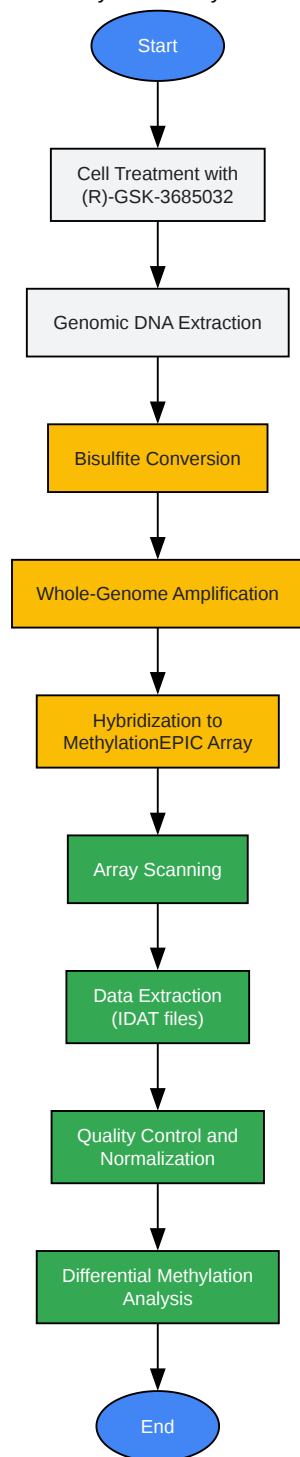 Start
Cell Treatment with
(R)-GSK-3685032
Genomic DNA Extraction
Bisulfite Conversion
Whole-Genome Amplification
Hybridization to
MethylationEPIC Array
Array Scanning
Data Extraction
(IDAT files)
Quality Control and
Normalization
Differential Methylation
Analysis
End